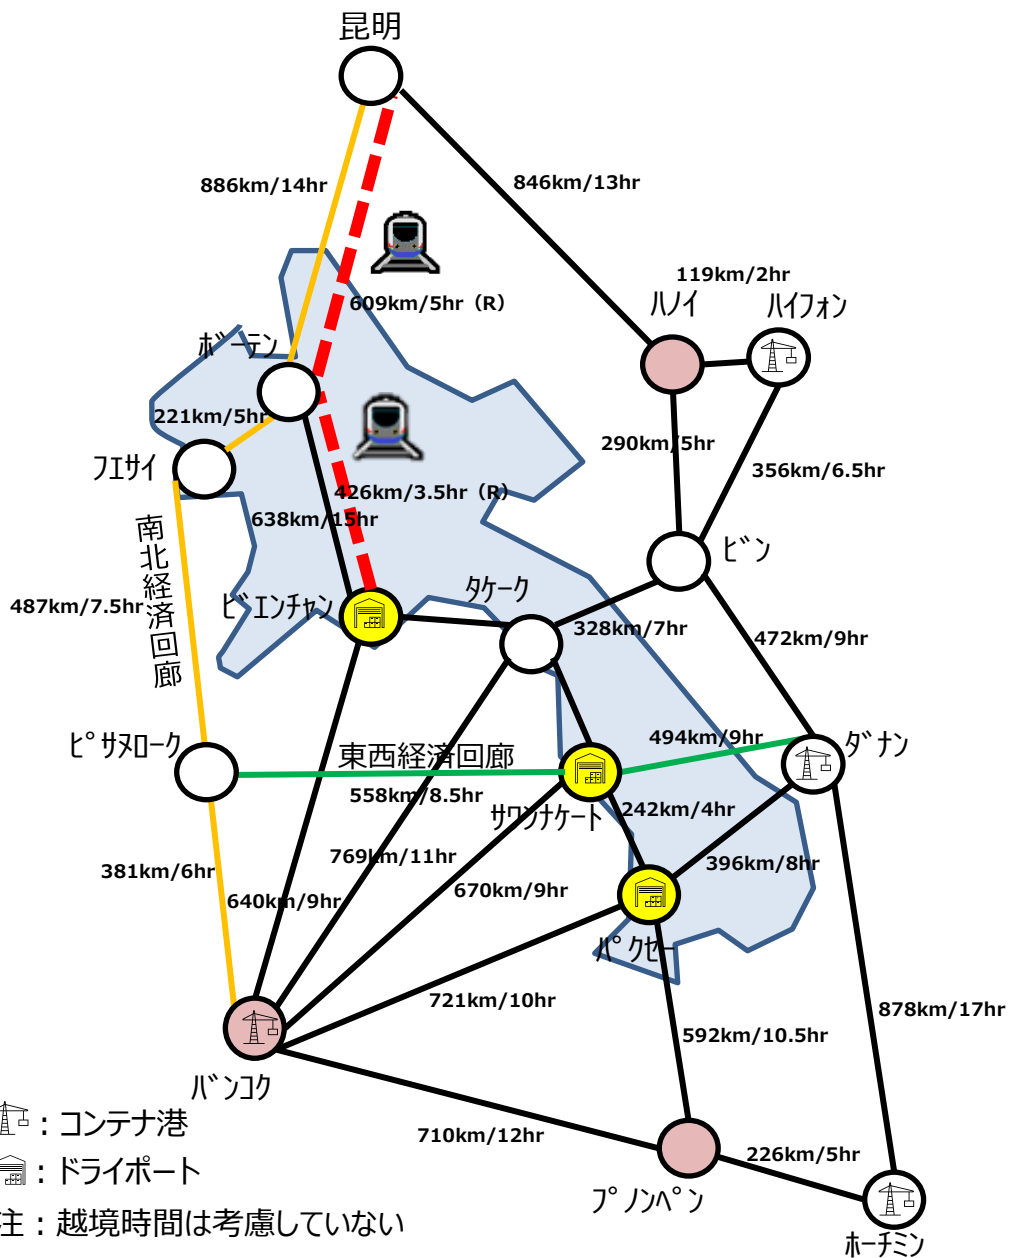 昆明
886km/14hr
846km/13hr
119km/2hr
609km/5hr（R）
ﾊﾉｲ
ﾊｲﾌｫﾝ
ﾎﾞｰﾃﾝ
221km/5hr
290km/5hr
356km/6.5hr
ﾌｴｻｲ
426km/3.5hr（R）
638km/15hr
南北経済回廊
ﾋﾞﾝ
ﾀｹｰｸ
487km/7.5hr
ﾋﾞｴﾝﾁｬﾝ
328km/7hr
472km/9hr
ﾋﾟｻﾇﾛｰｸ
東西経済回廊
494km/9hr
ﾀﾞﾅﾝ
558km/8.5hr
ｻﾜﾝﾅｹｰﾄ
242km/4hr
769km/11hr
396km/8hr
381km/6hr
670km/9hr
640km/9hr
ﾊﾟｸｾｰ
721km/10hr
878km/17hr
592km/10.5hr
ﾊﾞﾝｺｸ
：コンテナ港
710km/12hr
226km/5hr
：ドライポート
ﾌﾟﾉﾝﾍﾟﾝ
注：越境時間は考慮していない
ﾎｰﾁﾐﾝ